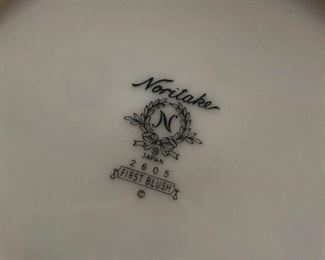 Noritake
N
®
JAPAN
2605
FIRST BLUSH
©